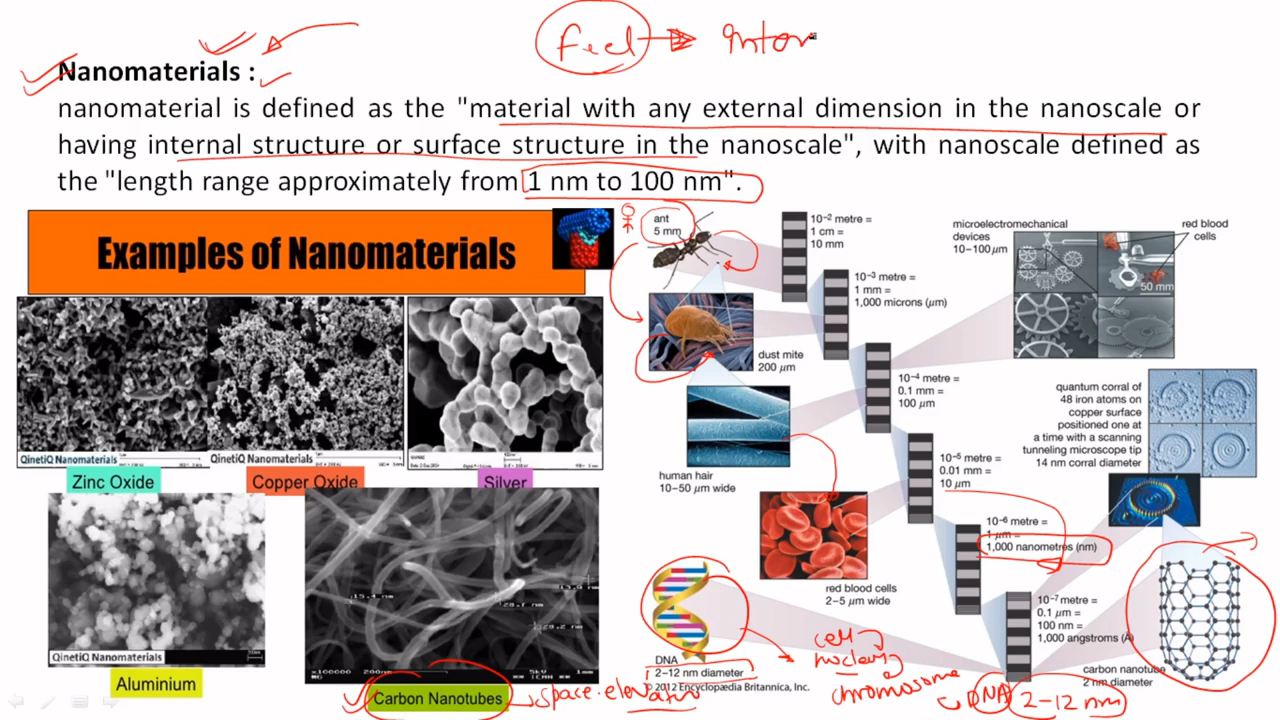 Feel → intor
Nanomaterials :
nanomaterial is defined as the "material with any external dimension in the nanoscale or
having internal structure or surface structure in the nanoscale", with nanoscale defined as
the "length range approximately from 1 nm to 100 nm".
Examples of Nanomaterials
QinetiQ Nanomaterials
QinetiQ Nanomaterials
Zinc Oxide
Copper Oxide
Silver
QinetiQ Nanomaterials
Aluminium
200nm
Carbon Nanotubes
space elevator
ant
5 mm
10-2 metre =
1 cm =
10 mm
microelectromechanical
devices
10–100 µm
red blood
cells
50 mm
10-3 metre =
1 mm =
1,000 microns (µm)
dust mite
200 µm
10-4 metre =
0.1 mm =
100 µm
quantum corral of
48 iron atoms on
copper surface
positioned one at
a time with a scanning
tunneling microscope tip
14 nm corral diameter
human hair
10–50 µm wide
10-5 metre =
0.01 mm =
10 µm
10-6 metre =
1 µm =
1,000 nanometres (nm)
red blood cells
2–5 µm wide
10-7 metre =
0.1 µm =
100 nm =
1,000 angstroms (Å)
DNA
2–12 nm diameter
carbon nanotube
2 nm diameter
© 2012 Encyclopædia Britannica, Inc.
cell
nucleus
chromosome
DNA 2-12 nm